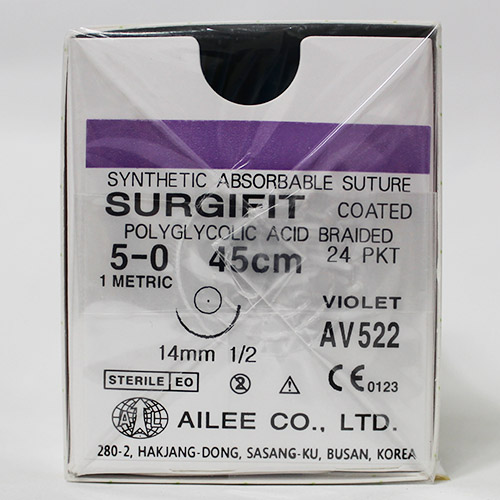 SYNTHETIC ABSORBABLE SUTURE
SURGIFIT COATED
POLYGLYCOLIC ACID BRAIDED
5-0 45cm 24 PKT
1 METRIC
VIOLET
AV522
14mm 1/2
STERILE EO
2
CE 0123
AILEE CO., LTD.
280-2, HAKJANG-DONG, SASANG-KU, BUSAN, KOREA